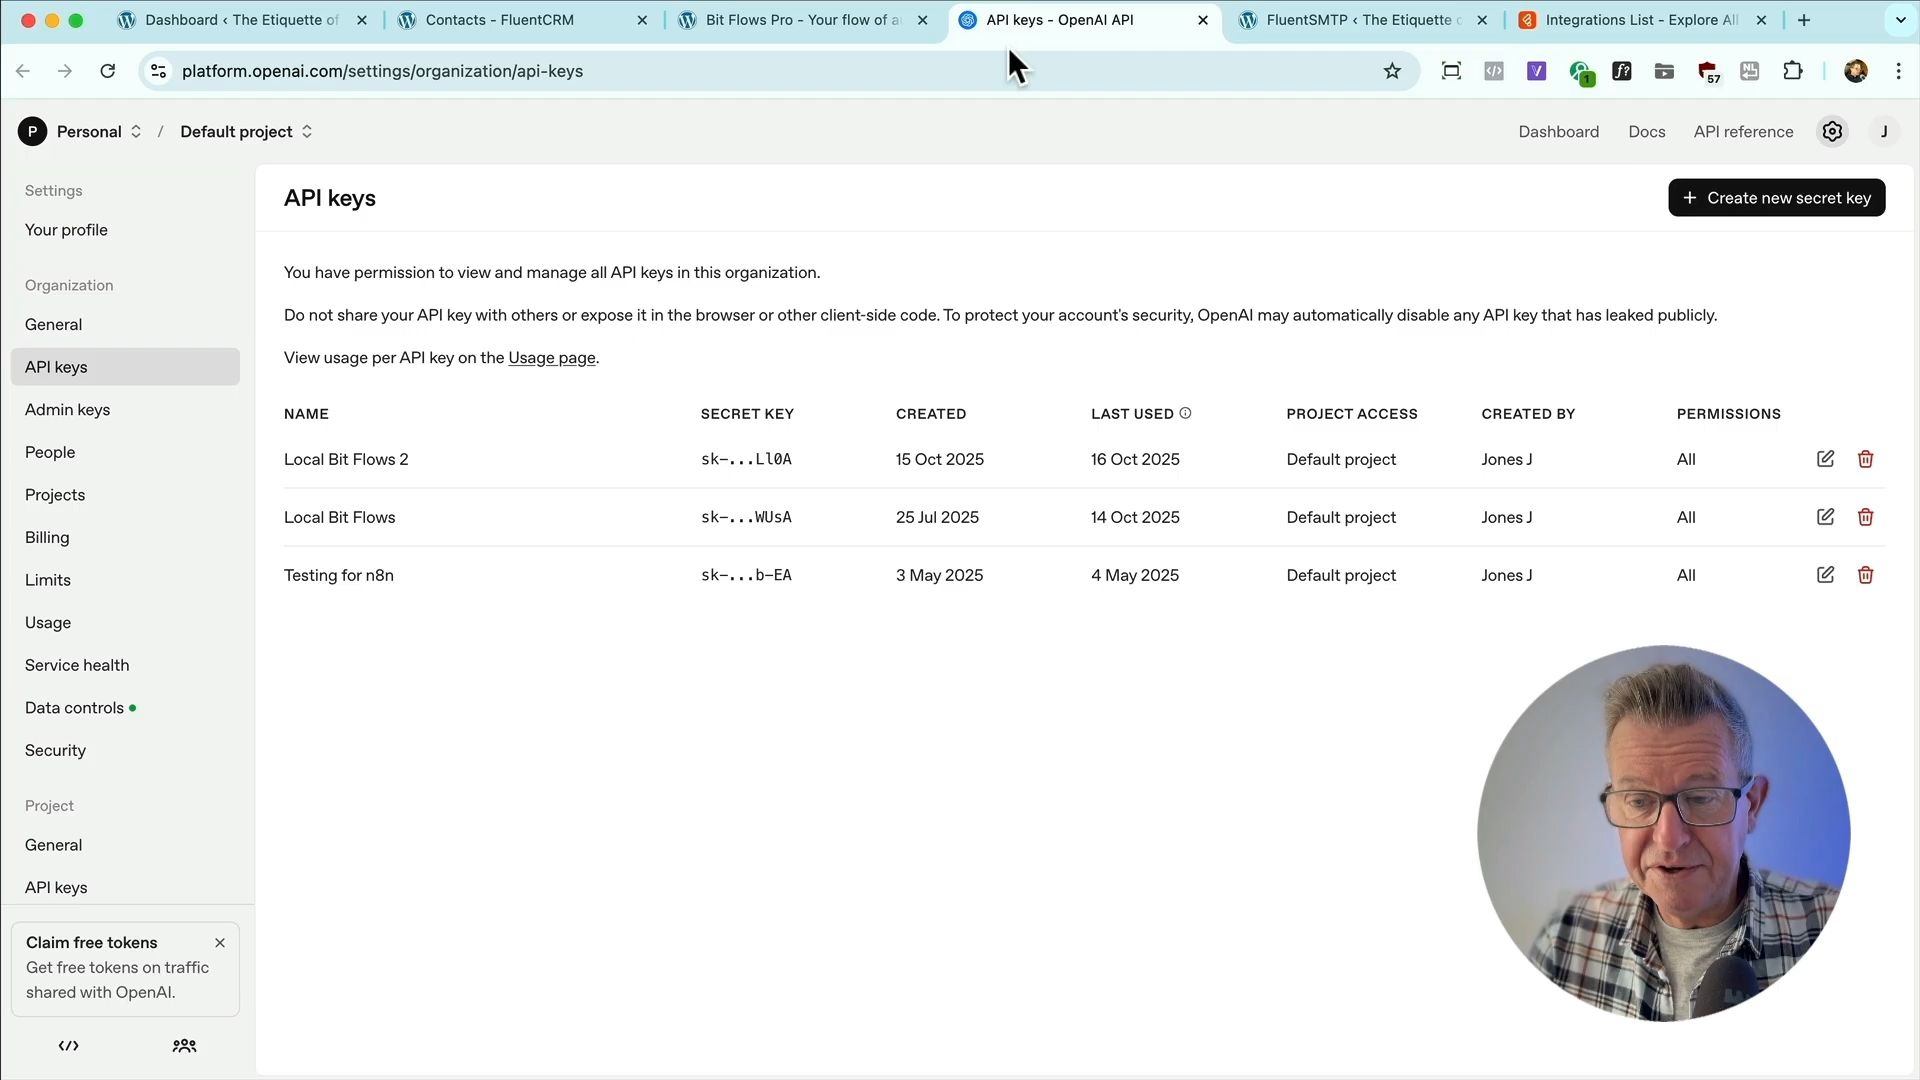 Dashboard ‹ The Etiquette of
Contacts - FluentCRM
Bit Flows Pro - Your flow of a
API keys - OpenAI API
FluentSMTP ‹ The Etiquette o
Integrations List - Explore All
platform.openai.com/settings/organization/api-keys
1
57
P Personal / Default project
Dashboard Docs API reference J
Settings
Your profile
Organization
General
API keys
Admin keys
People
Projects
Billing
Limits
Usage
Service health
Data controls
Security
Project
General
API keys
Claim free tokens
Get free tokens on traffic
shared with OpenAI.
API keys
+ Create new secret key
You have permission to view and manage all API keys in this organization.
Do not share your API key with others or expose it in the browser or other client-side code. To protect your account's security, OpenAI may automatically disable any API key that has leaked publicly.
View usage per API key on the Usage page.
NAME SECRET KEY CREATED LAST USED PROJECT ACCESS CREATED BY PERMISSIONS
Local Bit Flows 2 sk-...Ll0A 15 Oct 2025 16 Oct 2025 Default project Jones J All
Local Bit Flows sk-...WUsA 25 Jul 2025 14 Oct 2025 Default project Jones J All
Testing for n8n sk-...b-EA 3 May 2025 4 May 2025 Default project Jones J All